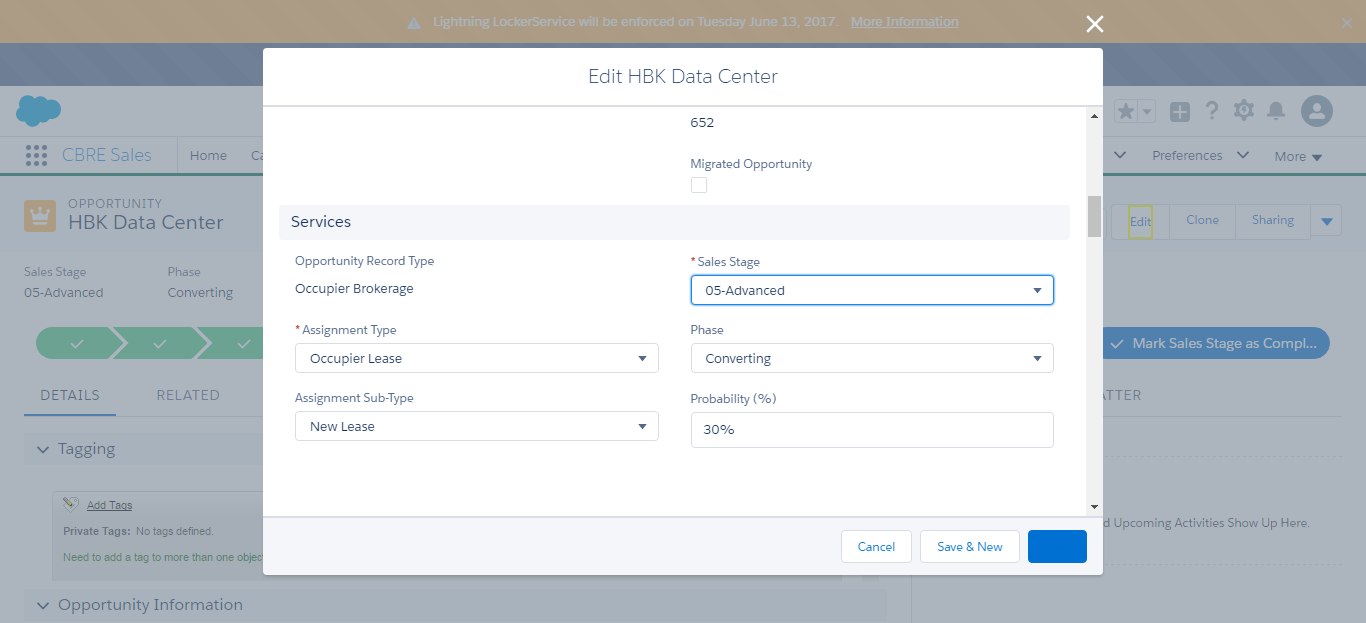 Lightning LockerService will be enforced on Tuesday June 13, 2017. More Information
Edit HBK Data Center
652
Migrated Opportunity
CBRE Sales
Home
Ca
Preferences
More
OPPORTUNITY
HBK Data Center
Edit
Clone
Sharing
Services
Sales Stage
05-Advanced
Phase
Converting
Opportunity Record Type
Occupier Brokerage
*Sales Stage
05-Advanced
*Assignment Type
Occupier Lease
Phase
Converting
Assignment Sub-Type
New Lease
Probability (%)
30%
Mark Sales Stage as Compl...
DETAILS
RELATED
ATTER
Tagging
Add Tags
Private Tags: No tags defined.
Need to add a tag to more than one objec
d Upcoming Activities Show Up Here.
Cancel
Save & New
Opportunity Information